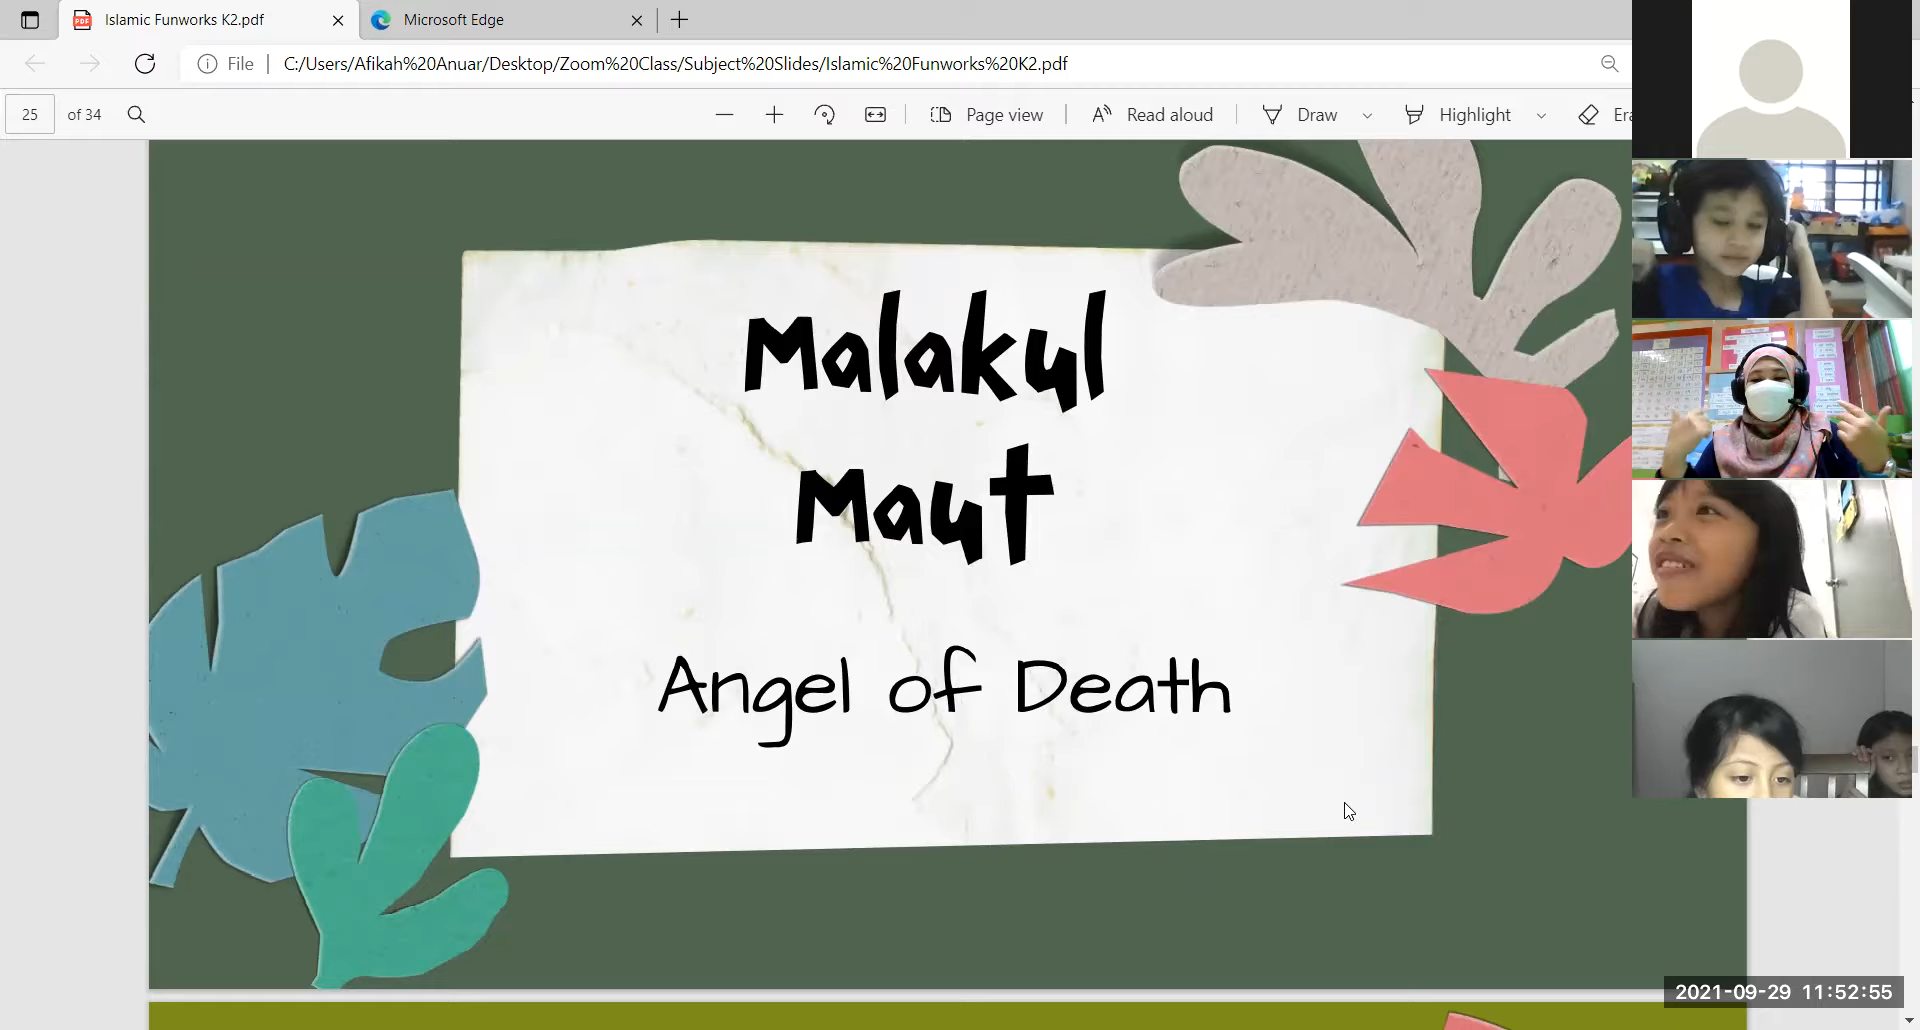 Islamic Funworks K2.pdf
Microsoft Edge
File
C:/Users/Afikah%20Anuar/Desktop/Zoom%20Class/Subject%20Slides/Islamic%20Funworks%20K2.pdf
25 of 34
Page view
Read aloud
Draw
Highlight
Era
Malakul
Maut
Angel of Death
2021-09-29 11:52:55